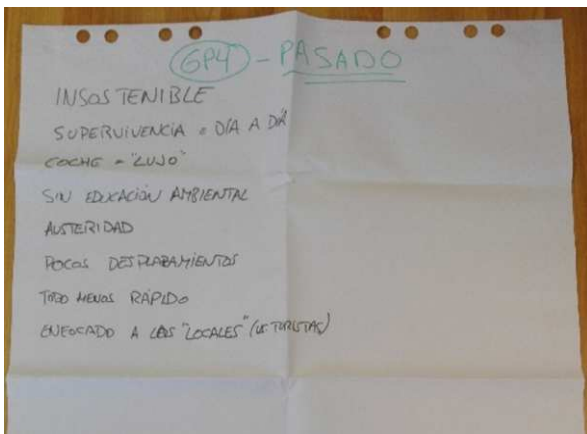 GP4 - PASADO
INSOSTENIBLE
SUPERVIVENCIA o DÍA A DÍA
COCHE = "LUJO"
SIN EDUCACIÓN AMBIENTAL
AUSTERIDAD
POCOS DESPLAZAMIENTOS
TODO MENOS RÁPIDO
ENFOCADO A LOS "LOCALES" (vs. TURISTAS)